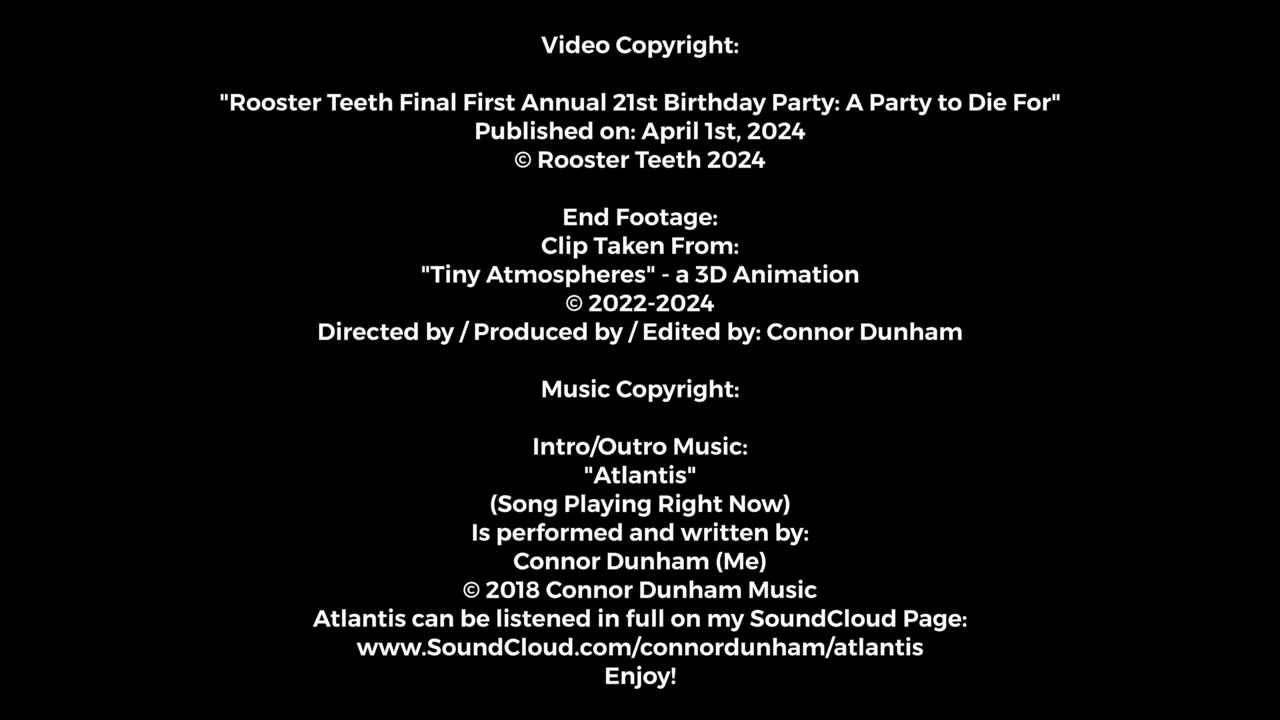 Video Copyright:
"Rooster Teeth Final First Annual 21st Birthday Party: A Party to Die For"
Published on: April 1st, 2024
© Rooster Teeth 2024
End Footage:
Clip Taken From:
"Tiny Atmospheres" - a 3D Animation
© 2022-2024
Directed by / Produced by / Edited by: Connor Dunham
Music Copyright:
Intro/Outro Music:
"Atlantis"
(Song Playing Right Now)
Is performed and written by:
Connor Dunham (Me)
© 2018 Connor Dunham Music
Atlantis can be listened in full on my SoundCloud Page:
www.SoundCloud.com/connordunham/atlantis
Enjoy!